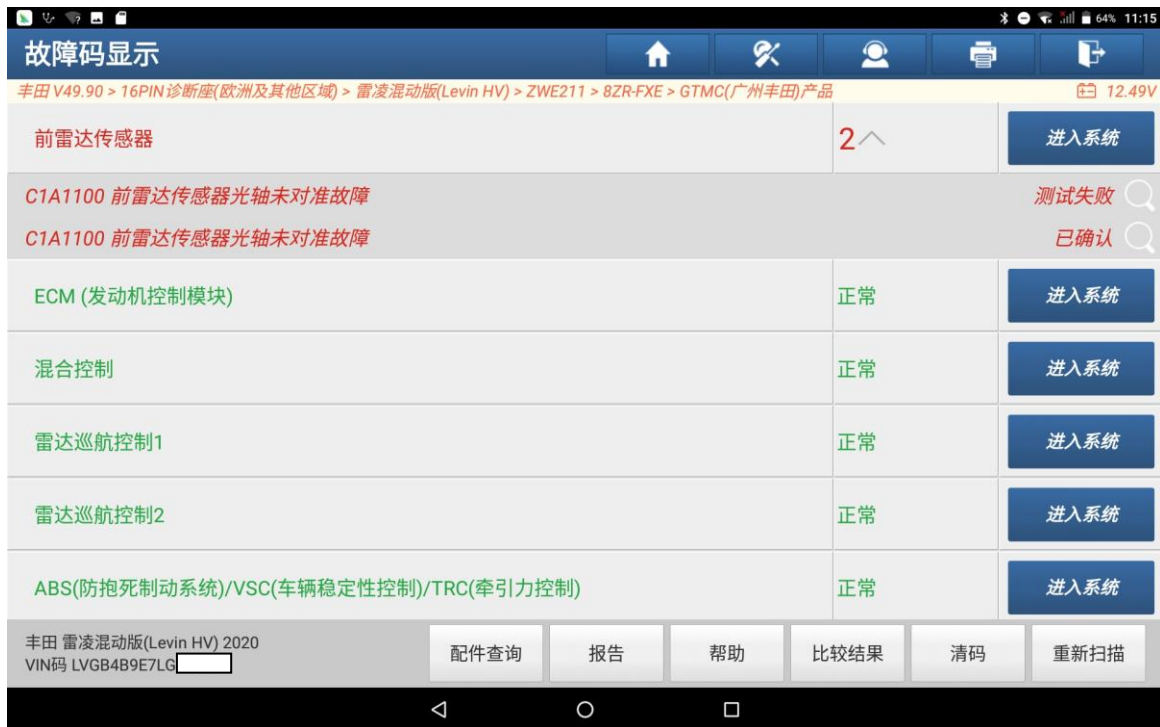 64% 11:15
故障码显示
丰田 V49.90 > 16PIN诊断座(欧洲及其他区域) > 雷凌混动版(Levin HV) > ZWE211 > 8ZR-FXE > GTMC(广州丰田)产品 12.49V
前雷达传感器 2 进入系统
C1A1100 前雷达传感器光轴未对准故障 测试失败
C1A1100 前雷达传感器光轴未对准故障 已确认
ECM (发动机控制模块) 正常 进入系统
混合控制 正常 进入系统
雷达巡航控制1 正常 进入系统
雷达巡航控制2 正常 进入系统
ABS(防抱死制动系统)/VSC(车辆稳定性控制)/TRC(牵引力控制) 正常 进入系统
丰田 雷凌混动版(Levin HV) 2020
VIN码 LVGB4B9E7LG
配件查询 报告 帮助 比较结果 清码 重新扫描